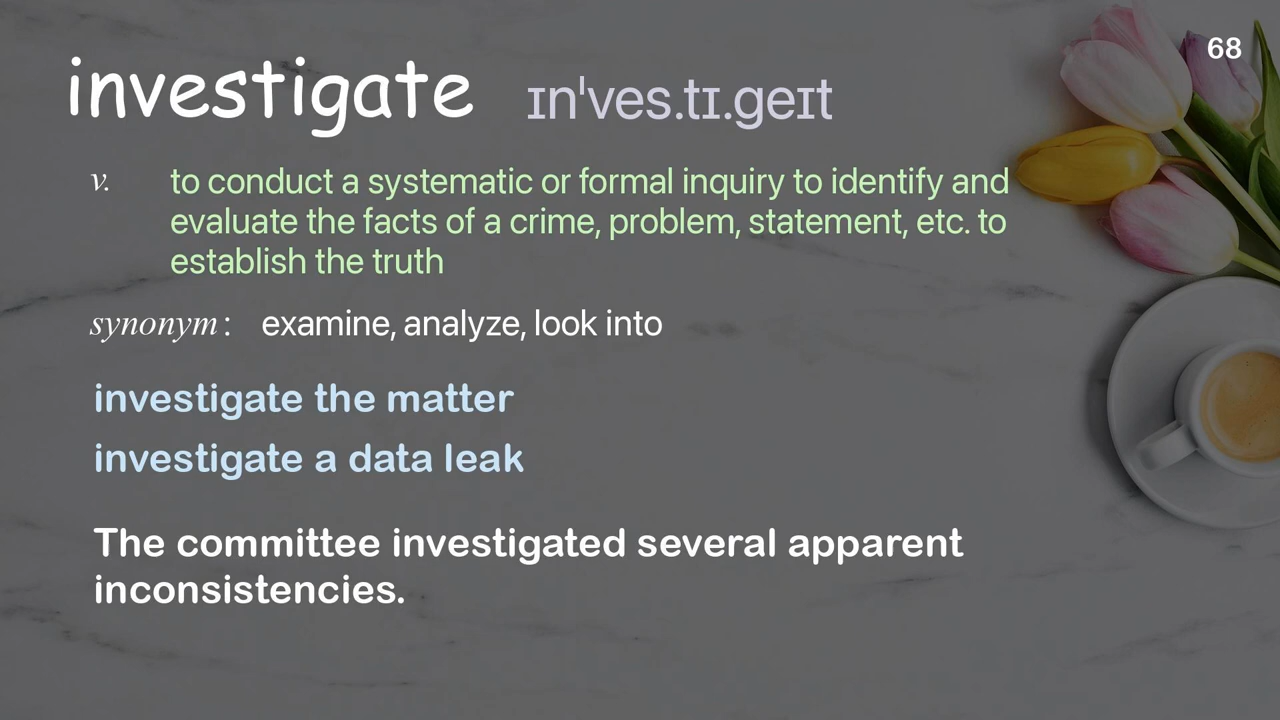 68
investigate ɪnˈves.tɪ.ɡeɪt
v. to conduct a systematic or formal inquiry to identify and
evaluate the facts of a crime, problem, statement, etc. to
establish the truth
synonym : examine, analyze, look into
investigate the matter
investigate a data leak
The committee investigated several apparent
inconsistencies.